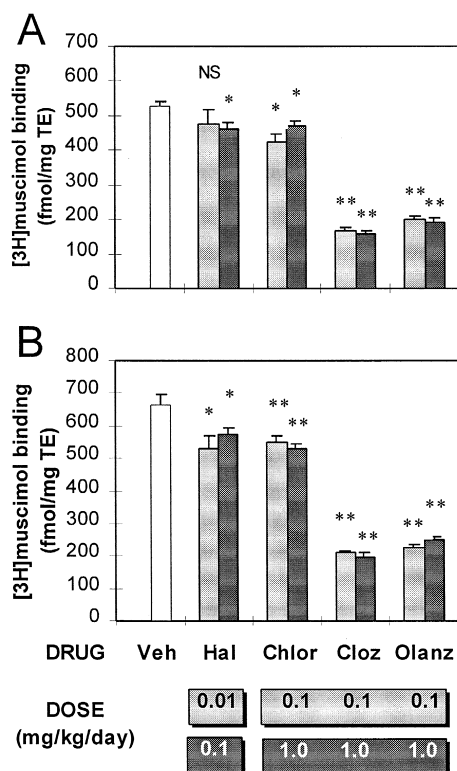 A
[3H]muscimol binding
(fmol/mg TE)
700
600
500
400
300
200
100
0
NS
*
*
*
**
**
**
**
B
[3H]muscimol binding
(fmol/mg TE)
800
700
600
500
400
300
200
100
0
*
*
**
**
**
**
**
**
DRUG Veh Hal Chlor Cloz Olanz
DOSE
(mg/kg/day)
0.01 0.1 0.1 0.1
0.1 1.0 1.0 1.0